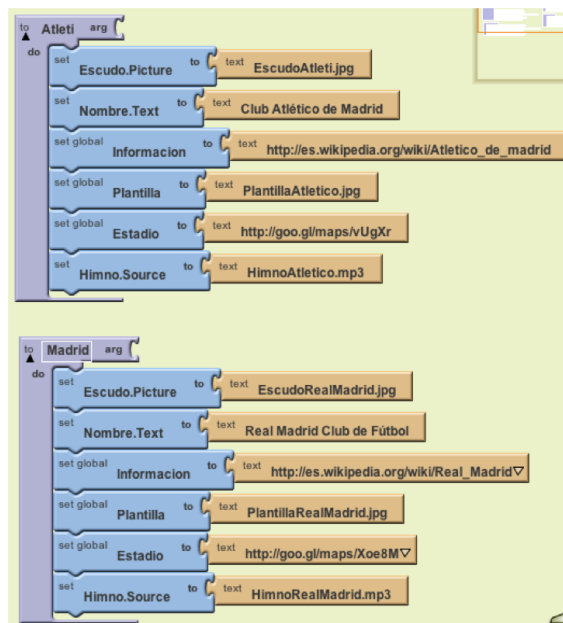 to Atleti arg
do
set Escudo.Picture to text EscudoAtleti.jpg
set Nombre.Text to text Club Atlético de Madrid
set global Informacion to text http://es.wikipedia.org/wiki/Atletico_de_madrid
set global Plantilla to text PlantillaAtletico.jpg
set global Estadio to text http://goo.gl/maps/vUgXr
set Himno.Source to text HimnoAtletico.mp3
to Madrid arg
do
set Escudo.Picture to text EscudoRealMadrid.jpg
set Nombre.Text to text Real Madrid Club de Fútbol
set global Informacion to text http://es.wikipedia.org/wiki/Real_Madrid
set global Plantilla to text PlantillaRealMadrid.jpg
set global Estadio to text http://goo.gl/maps/Xoe8M
set Himno.Source to text HimnoRealMadrid.mp3